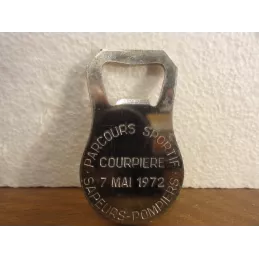 PARCOURS SPORTIF
COURPIERE
7 MAI 1972
SAPEURS-POMPIERS